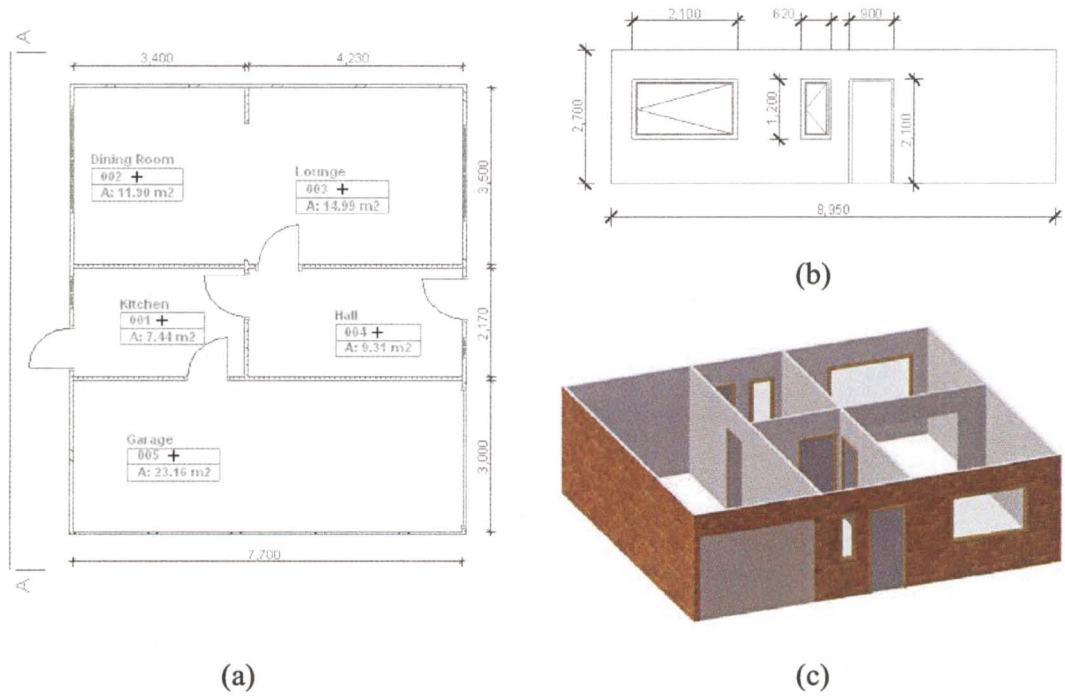 A
3,400
4,230
Dining Room
002
A: 11.90 m2
Lounge
003
A: 14.99 m2
3,500
Kitchen
001
A: 7.44 m2
Hall
004
A: 9.31 m2
2,170
Garage
005
A: 23.16 m2
3,000
7,700
A
(a)
2,100
620
900
2,700
1,200
2,100
8,950
(b)
(c)